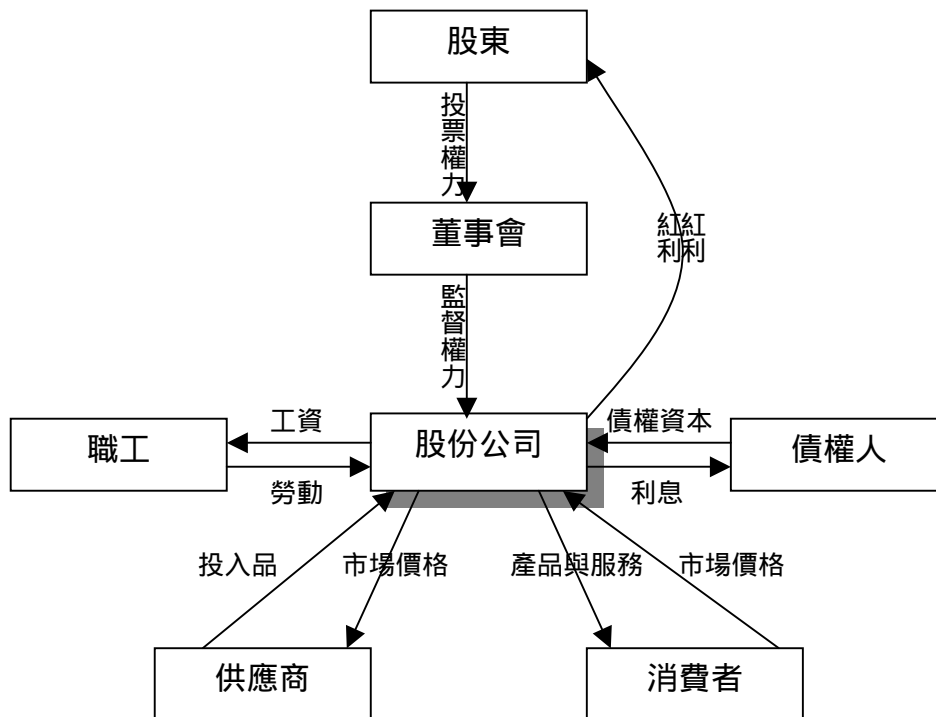 股東
投票權力
董事會
紅紅
利利
監督權力
工資
債權資本
職工
股份公司
債權人
勞動
利息
投入品
市場價格
產品與服務
市場價格
供應商
消費者